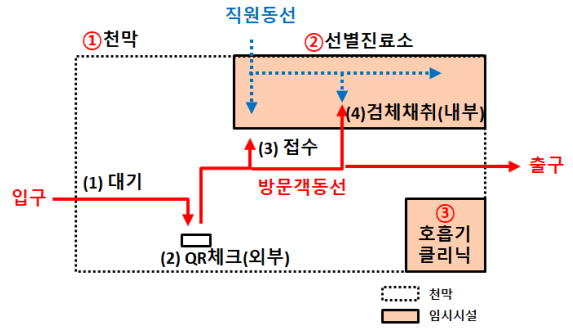 직원동선
①천막
②선별진료소
(4)검체채취(내부)
(3) 접수
(1) 대기
입구
출구
방문객동선
(2) QR체크(외부)
③
호흡기
클리닉
천막
임시시설